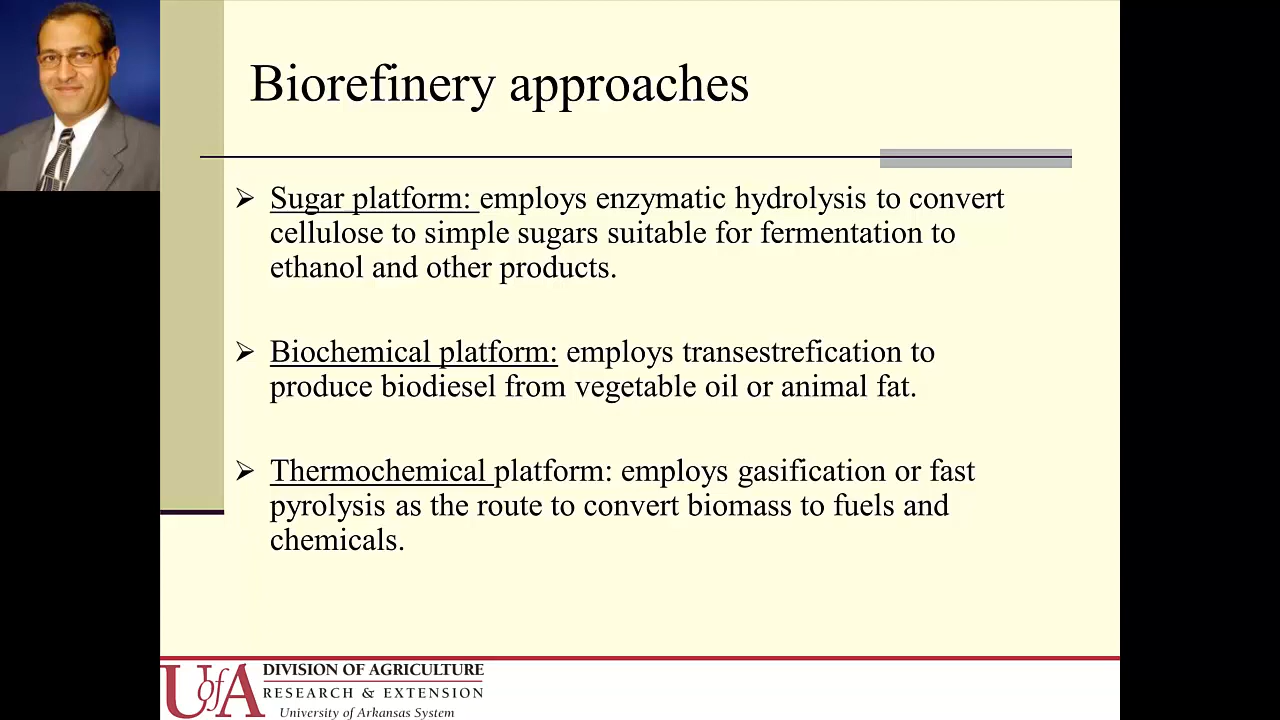 Biorefinery approaches
➢ Sugar platform: employs enzymatic hydrolysis to convert
cellulose to simple sugars suitable for fermentation to
ethanol and other products.
➢ Biochemical platform: employs transestrefication to
produce biodiesel from vegetable oil or animal fat.
➢ Thermochemical platform: employs gasification or fast
pyrolysis as the route to convert biomass to fuels and
chemicals.
UofA
DIVISION OF AGRICULTURE
RESEARCH & EXTENSION
University of Arkansas System